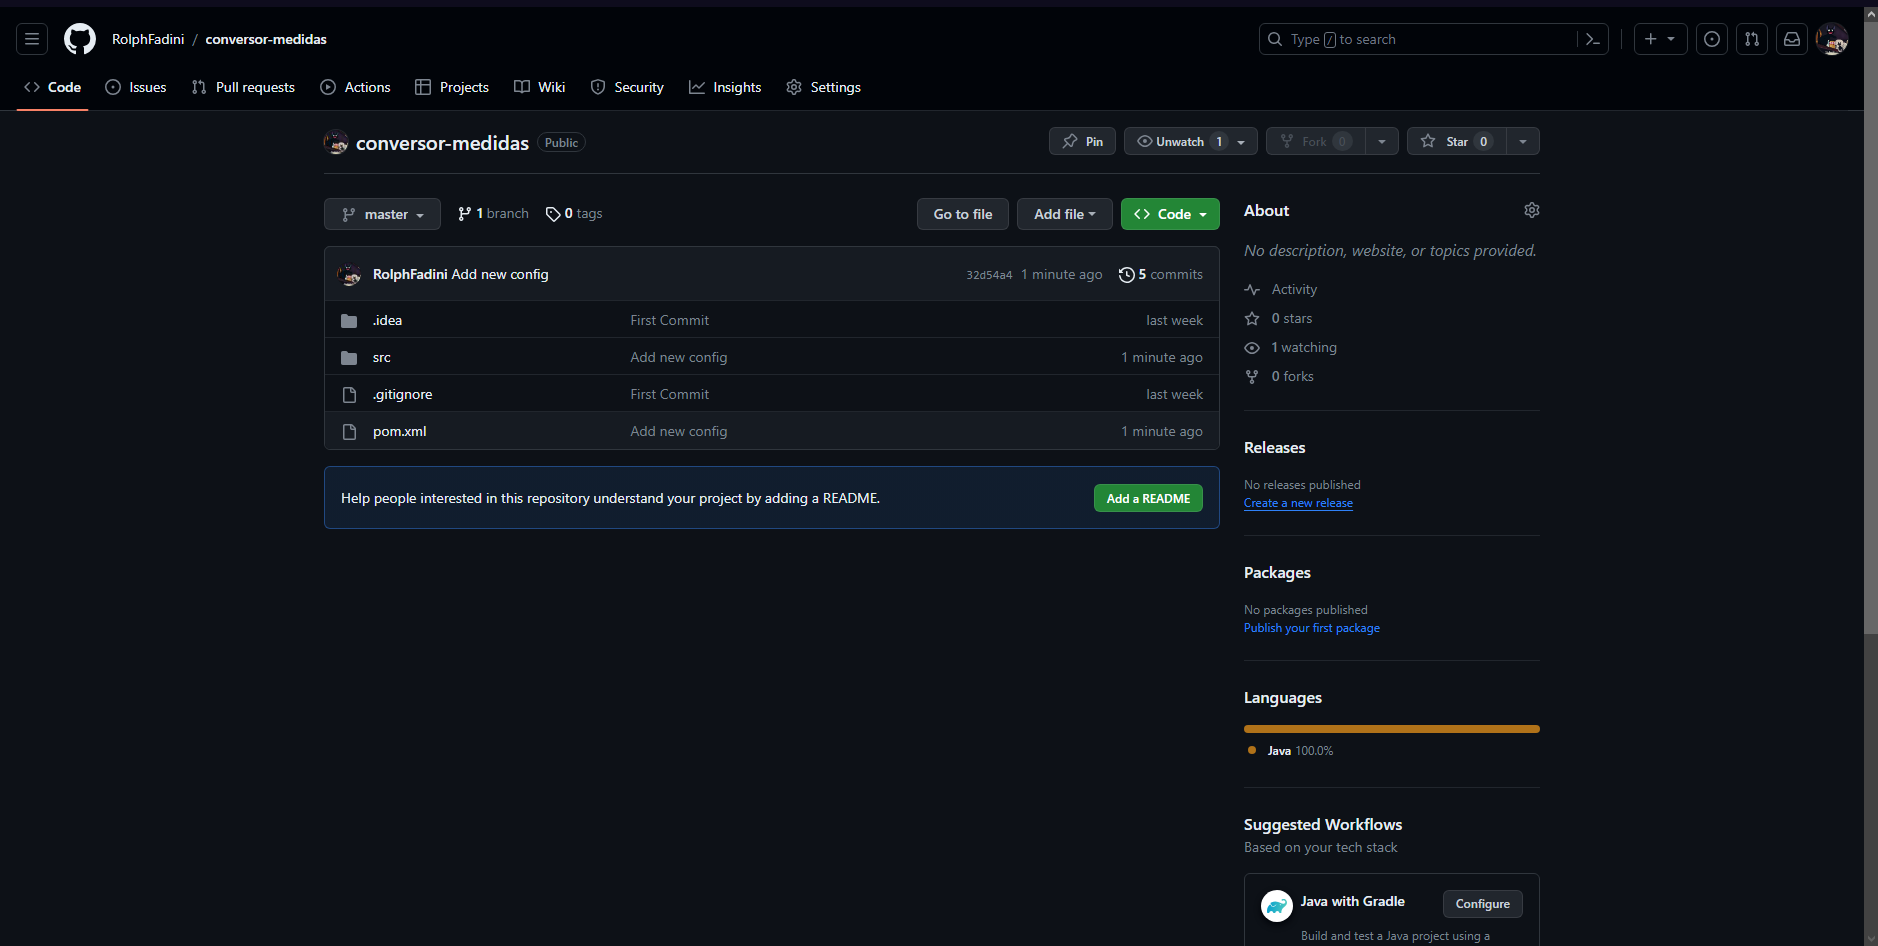 RolphFadini / conversor-medidas
Type / to search
Code Issues Pull requests Actions Projects Wiki Security Insights Settings
conversor-medidas Public
Pin Unwatch 1 Fork 0 Star 0
master 1 branch 0 tags Go to file Add file Code
RolphFadini Add new config 32d54a4 1 minute ago 5 commits
.idea First Commit last week
src Add new config 1 minute ago
.gitignore First Commit last week
pom.xml Add new config 1 minute ago
Help people interested in this repository understand your project by adding a README. Add a README
About
No description, website, or topics provided.
Activity
0 stars
1 watching
0 forks
Releases
No releases published
Create a new release
Packages
No packages published
Publish your first package
Languages
Java 100.0%
Suggested Workflows
Based on your tech stack
Java with Gradle Configure
Build and test a Java project using a